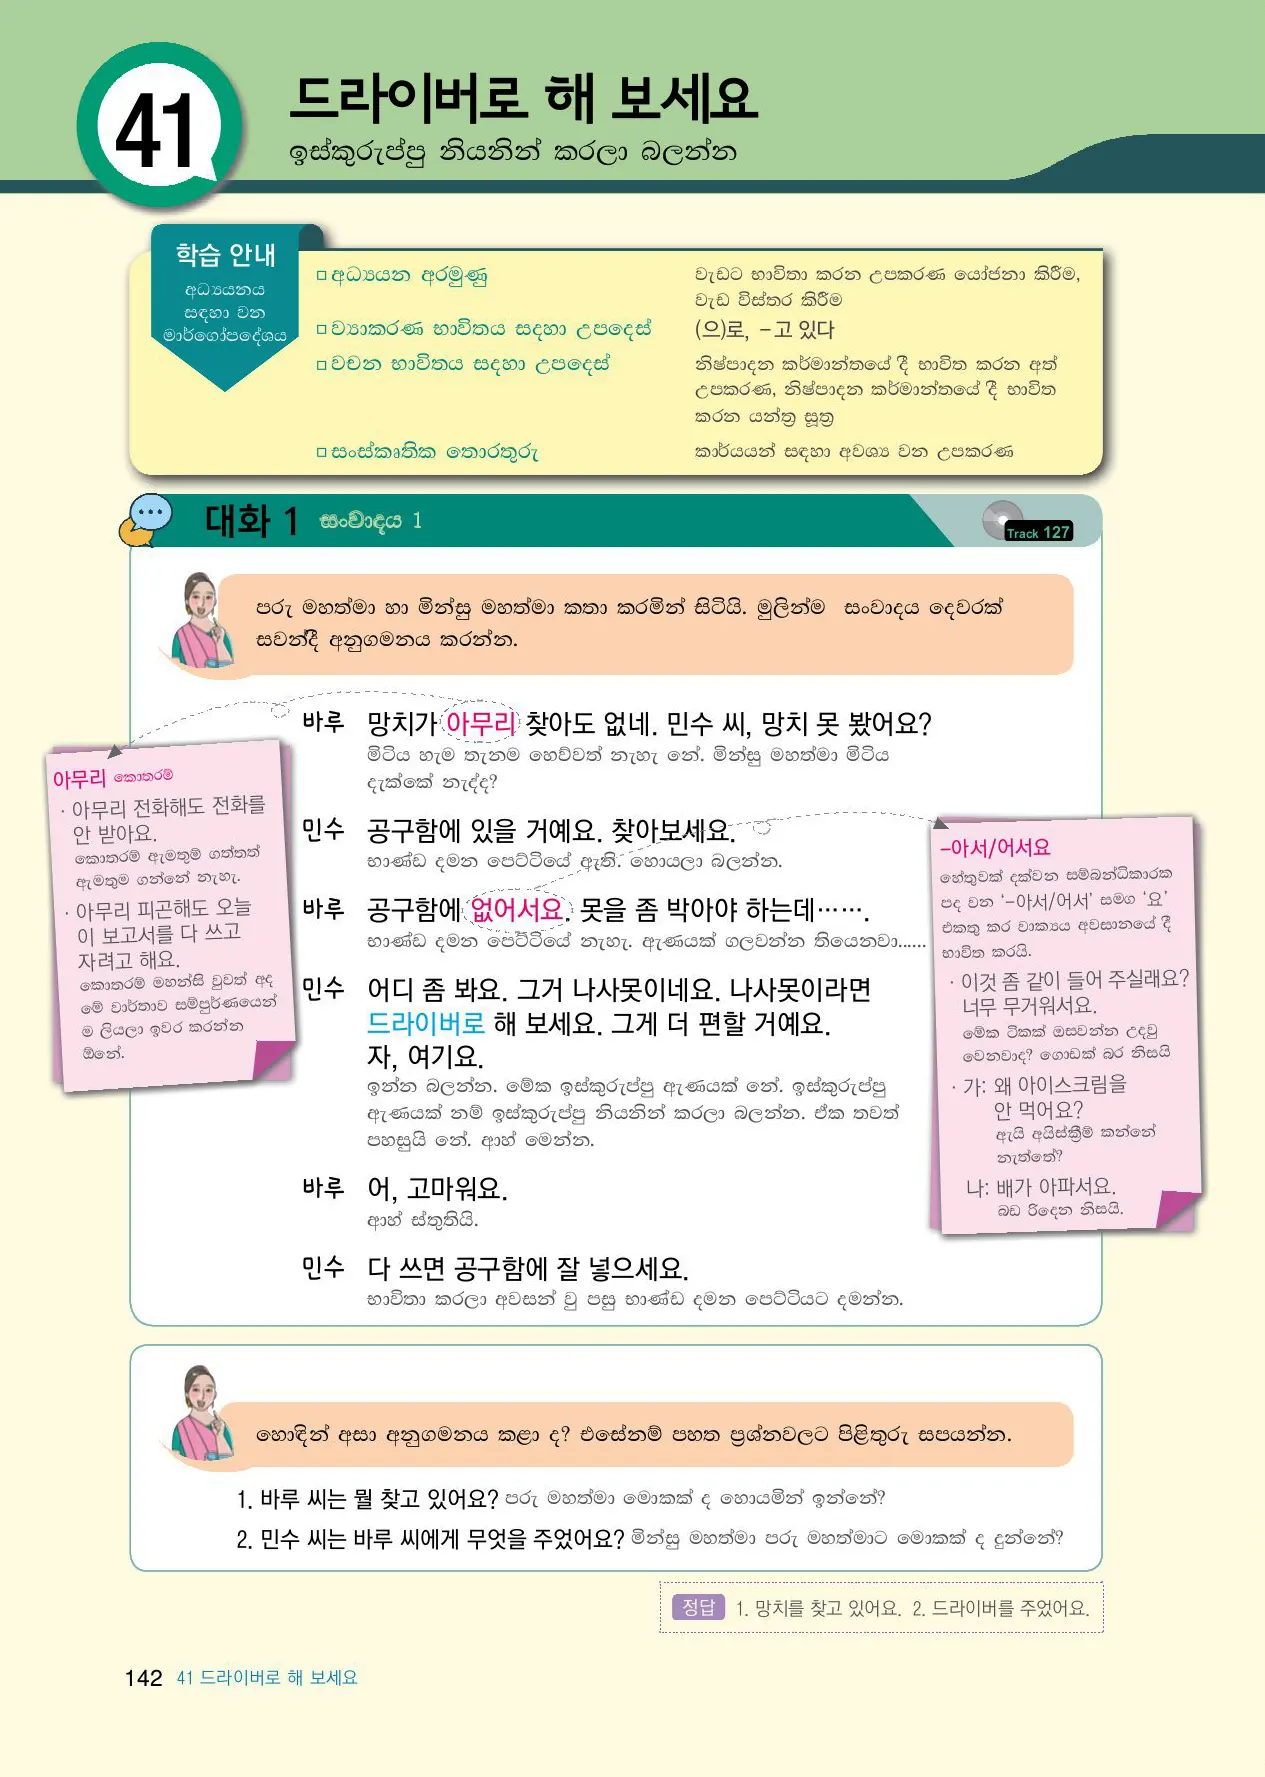 41
드라이버로 해 보세요
ඉස්කුරුප්පු නියනින් කරලා බලන්න
학습 안내
අධ්‍යයනය
සඳහා වන
මාර්ගෝපදේශය
□ අධ්‍යයන අරමුණු
වැඩට භාවිතා කරන උපකරණ යෝජනා කිරීම,
වැඩ විස්තර කිරීම
□ ව්‍යාකරණ භාවිතය සදහා උපදෙස්
(으)로, －고 있다
□ වචන භාවිතය සදහා උපදෙස්
නිෂ්පාදන කර්මාන්තයේ දී භාවිත කරන අත්
උපකරණ, නිෂ්පාදන කර්මාන්තයේ දී භාවිත
කරන යන්ත්‍ර සූත්‍ර
□ සංස්කෘතික තොරතුරු
කාර්යයන් සඳහා අවශ්‍ය වන උපකරණ
대화 1 සංවාදය 1
Track 127
පරු මහත්මා හා මින්සු මහත්මා කතා කරමින් සිටියි. මුලින්ම සංවාදය දෙවරක්
සවන්දී අනුගමනය කරන්න.
바루 망치가 아무리 찾아도 없네. 민수 씨, 망치 못 봤어요?
මිටිය හැම තැනම හෙව්වත් නැහැ නේ. මින්සු මහත්මා මිටිය
දැක්කේ නැද්ද?
민수 공구함에 있을 거예요. 찾아보세요.
භාණ්ඩ දමන පෙට්ටියේ ඇති. හොයලා බලන්න.
바루 공구함에 없어서요. 못을 좀 박아야 하는데…….
භාණ්ඩ දමන පෙට්ටියේ නැහැ. ඇණයක් ගලවන්න තියෙනවා......
민수 어디 좀 봐요. 그거 나사못이네요. 나사못이라면
드라이버로 해 보세요. 그게 더 편할 거예요.
자, 여기요.
ඉන්න බලන්න. මේක ඉස්කුරුප්පු ඇණයක් නේ. ඉස්කුරුප්පු
ඇණයක් නම් ඉස්කුරුප්පු නියනින් කරලා බලන්න. ඒක තවත්
පහසුයි නේ. ආහ් මෙන්න.
바루 어, 고마워요.
ආහ් ස්තුතියි.
민수 다 쓰면 공구함에 잘 넣으세요.
භාවිතා කරලා අවසන් වු පසු භාණ්ඩ දමන පෙට්ටියට දමන්න.
아무리 කොතරම්
· 아무리 전화해도 전화를
안 받아요.
කොතරම් ඇමතුම් ගත්තත්
ඇමතුම ගන්නේ නැහැ.
· 아무리 피곤해도 오늘
이 보고서를 다 쓰고
자려고 해요.
කොතරම් මහන්සි වුවත් අද
මේ වාර්තාව සම්පුර්ණයෙන්
ම ලියලා ඉවර කරන්න
ඕනේ.
–아서/어서요
හේතුවක් දක්වන සම්බන්ධිකාරක
පද වන ‘–아서/어서’ සමග ‘요’
එකතු කර වාක්‍යය අවසානයේ දී
භාවිත කරයි.
· 이것 좀 같이 들어 주실래요?
너무 무거워서요.
මේක ටිකක් ඔසවන්න උදවු
වෙනවාද? ගොඩක් බර නිසයි
· 가: 왜 아이스크림을
안 먹어요?
ඇයි අයිස්ක්‍රීම් කන්නේ
නැත්තේ?
나: 배가 아파서요.
බඩ රිදෙන නිසයි.
හොඳින් අසා අනුගමනය කළා ද? එසේනම් පහත ප්‍රශ්නවලට පිළිතුරු සපයන්න.
1. 바루 씨는 뭘 찾고 있어요? පරු මහත්මා මොකක් ද හොයමින් ඉන්නේ?
2. 민수 씨는 바루 씨에게 무엇을 주었어요? මින්සු මහත්මා පරු මහත්මාට මොකක් ද දුන්නේ?
정답 1. 망치를 찾고 있어요. 2. 드라이버를 주었어요.
142 41 드라이버로 해 보세요